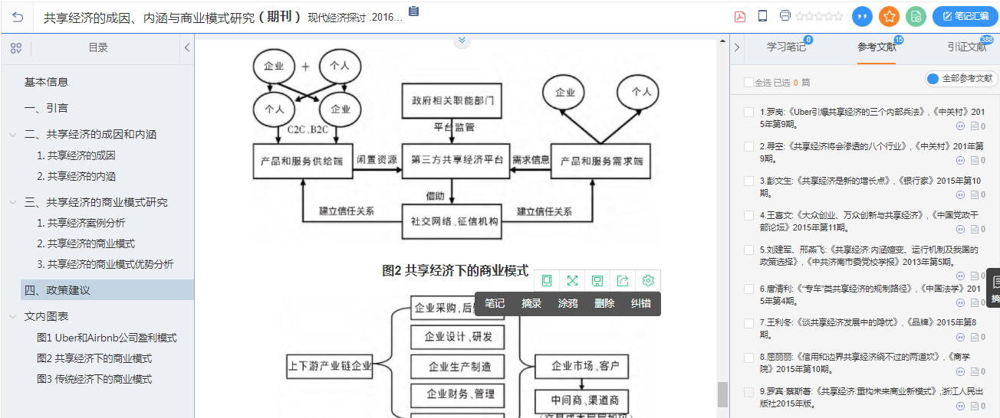 共享经济的成因、内涵与商业模式研究(期刊) 现代经济探讨 .2016...
笔记汇编
目录
基本信息
一、引言
二、共享经济的成因和内涵
1. 共享经济的成因
2. 共享经济的内涵
三、共享经济的商业模式研究
1. 共享经济案例分析
2. 共享经济的商业模式
3. 共享经济的商业模式优势分析
四、政策建议
文内图表
图1 Uber和Airbnb公司盈利模式
图2 共享经济下的商业模式
图3 传统经济下的商业模式
企业 + 个人
个人 企业
C2C、B2C
产品和服务供给端
闲置资源
政府相关职能部门
平台监管
第三方共享经济平台
需求信息
企业 个人
产品和服务需求端
借助
建立信任关系
社交网络、征信机构
建立信任关系
图2 共享经济下的商业模式
笔记 摘录 涂鸦 删除 纠错
企业采购、后
企业设计、研发
上下游产业链企业
企业生产制造
企业财务、管理
企业市场、客户
中间商、渠道商
学习笔记 0
参考文献 15
引证文献 388
全选 已选 0 篇
全部参考文献
1.罗岗:《Uber引爆共享经济的三个内部兵法》,《中关村》201
5年第9期。
0
2.寻空:《共享经济将会渗透的八个行业》,《中关村》201年第
9期。
0
3.彭文生:《共享经济是新的增长点》,《银行家》2015年第10
期。
0
4.王喜文:《大众创业、万众创新与共享经济》,《中国党政干
部论坛》2015年第11期。
0
5.刘建军、邢燕飞:《共享经济:内涵嬗变、运行机制及我国的
政策选择》,《中共济南市委党校学报》2013年第5期。
0
6.唐清利:《“专车”类共享经济的规制路径》,《中国法学》201
5年第4期。
0
7.王利冬:《谈共享经济发展中的隐忧》,《品牌》2015年第8
期。
0
8.屈丽丽:《信用和边界共享经济绕不过的两道坎》,《商学
院》2015年第10期。
0
9.罗宾·蔡斯著:《共享经济:重构未来商业新模式》,浙江人民出
版社2015年版。
0
摘